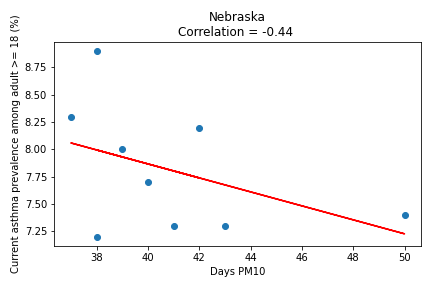 Nebraska
Correlation = -0.44
Current asthma prevalence among adult >= 18 (%)
8.75
8.50
8.25
8.00
7.75
7.50
7.25
38 40 42 44 46 48 50
Days PM10